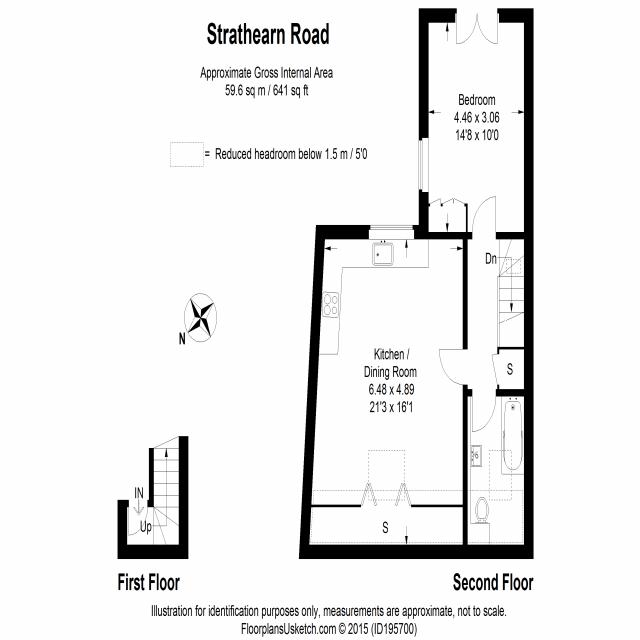 Strathearn Road
Approximate Gross Internal Area
59.6 sq m / 641 sq ft
= Reduced headroom below 1.5 m / 5'0
Bedroom
4.46 x 3.06
14'8 x 10'0
Dn
N
Kitchen /
Dining Room
6.48 x 4.89
21'3 x 16'1
S
IN
Up
S
First Floor
Second Floor
Illustration for identification purposes only, measurements are approximate, not to scale.
FloorplansUsketch.com © 2015 (ID195700)